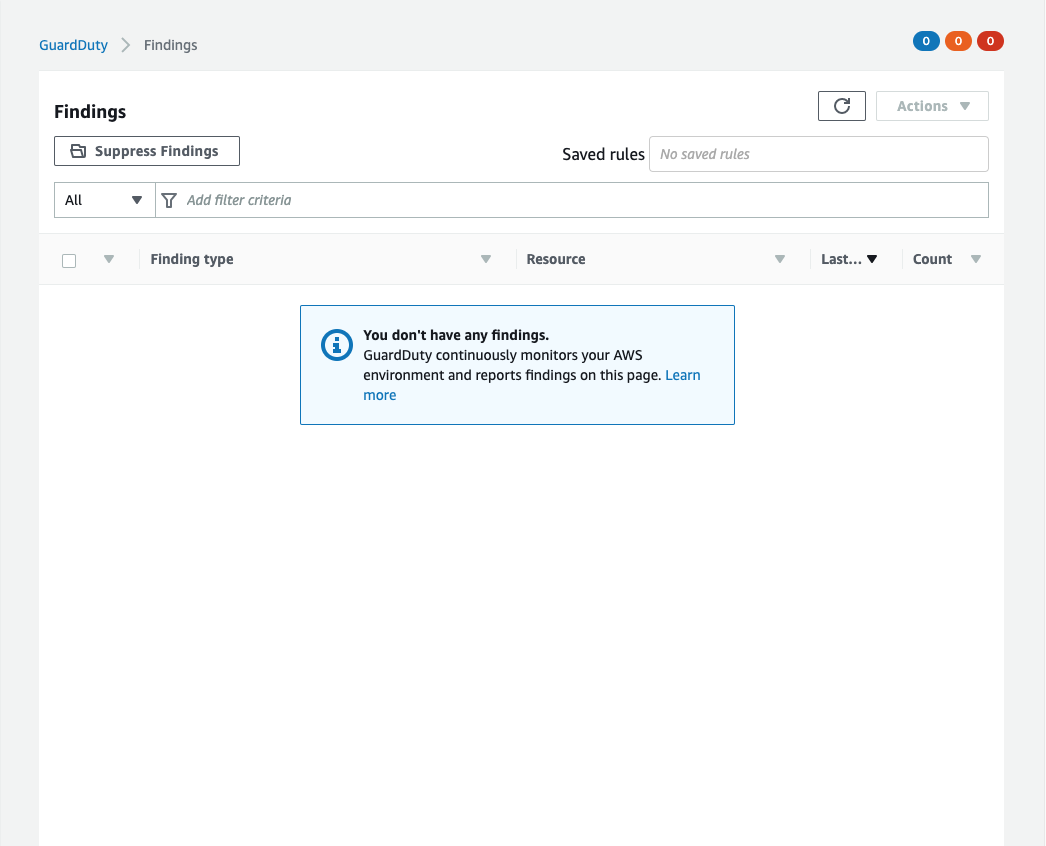 GuardDuty Findings 0 0 0
Findings Actions
Suppress Findings Saved rules No saved rules
All Add filter criteria
Finding type Resource Last... Count
You don't have any findings.
GuardDuty continuously monitors your AWS
environment and reports findings on this page. Learn
more